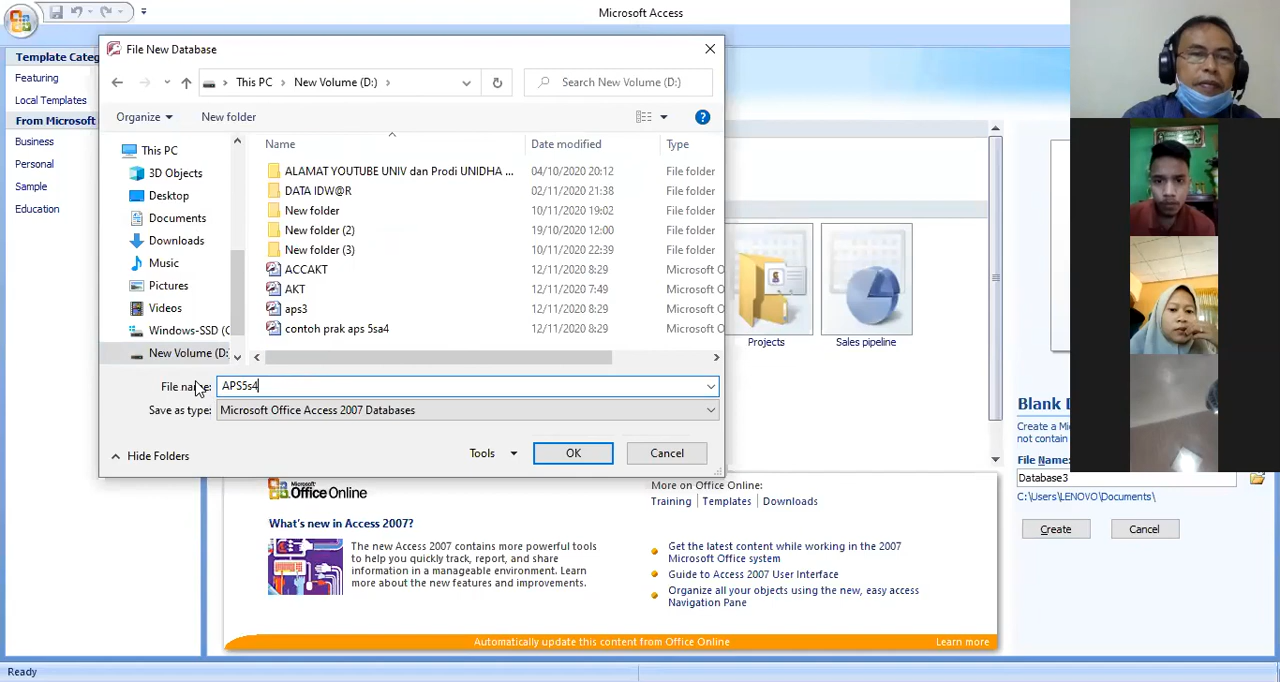 Microsoft Access
Template Categ
Featuring
Local Templates
From Microsoft
Business
Personal
Sample
Education
File New Database
This PC > New Volume (D:) >
Search New Volume (D:)
Organize
New folder
Name Date modified Type
This PC
3D Objects
Desktop
Documents
Downloads
Music
Pictures
Videos
Windows-SSD (C
New Volume (D:
ALAMAT YOUTUBE UNIV dan Prodi UNIDHA ... 04/10/2020 20:12 File folder
DATA IDW@R 02/11/2020 21:38 File folder
New folder 10/11/2020 19:02 File folder
New folder (2) 19/10/2020 12:00 File folder
New folder (3) 10/11/2020 22:39 File folder
ACCAKT 12/11/2020 8:29 Microsoft O
AKT 12/11/2020 7:49 Microsoft O
aps3 12/11/2020 8:29 Microsoft O
contoh prak aps 5sa4 12/11/2020 8:29 Microsoft O
File name: APS5s4
Save as type: Microsoft Office Access 2007 Databases
Hide Folders
Tools
OK
Cancel
Projects
Sales pipeline
Blank D
Create a Mi
not contain
File Name:
Database3
C:\Users\LENOVO\Documents\
Create
Cancel
Microsoft
Office Online
What's new in Access 2007?
The new Access 2007 contains more powerful
tools to help you quickly track, report, and share
information in a manageable environment. Learn
more about the new features and improvements.
More on Office Online:
Training | Templates | Downloads
Get the latest content while working in the 2007
Microsoft Office system
Guide to Access 2007 User Interface
Organize all your objects using the new, easy access
Navigation Pane
Automatically update this content from Office Online
Learn more
Ready